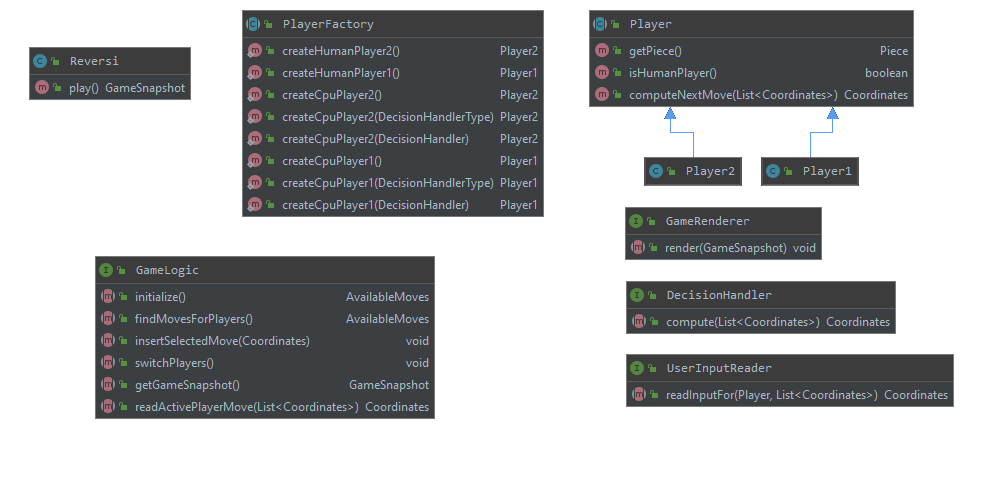 Reversi
play() GameSnapshot
PlayerFactory
createHumanPlayer2() Player2
createHumanPlayer1() Player1
createCpuPlayer2() Player2
createCpuPlayer2(DecisionHandlerType) Player2
createCpuPlayer2(DecisionHandler) Player2
createCpuPlayer1() Player1
createCpuPlayer1(DecisionHandlerType) Player1
createCpuPlayer1(DecisionHandler) Player1
Player
getPiece() Piece
isHumanPlayer() boolean
computeNextMove(List<Coordinates>) Coordinates
Player2
Player1
GameRenderer
render(GameSnapshot) void
GameLogic
initialize() AvailableMoves
findMovesForPlayers() AvailableMoves
insertSelectedMove(Coordinates) void
switchPlayers() void
getGameSnapshot() GameSnapshot
readActivePlayerMove(List<Coordinates>) Coordinates
DecisionHandler
compute(List<Coordinates>) Coordinates
UserInputReader
readInputFor(Player, List<Coordinates>) Coordinates